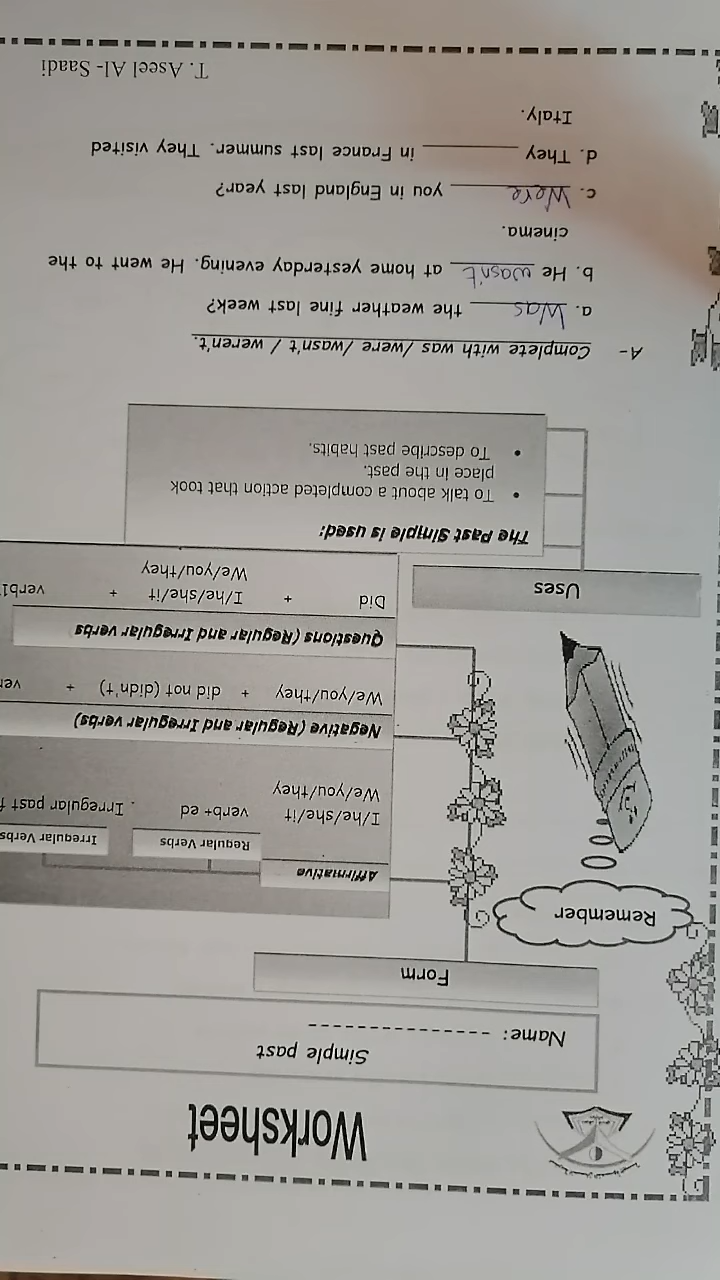 Worksheet
Simple past
Name: ----------------
Form
Remember
Affirmative
Regular Verbs
Irregular Verbs
I/he/she/it verb+ ed . Irregular past
We/you/they
Negative (Regular and Irregular verbs)
We/you/they + did not (didn't) +
Questions (Regular and Irregular verbs
Did + I/he/she/it + verb1
We/you/they
Uses
The Past Simple is used:
• To talk about a completed action that took
place in the past.
• To describe past habits.
A- Complete with was /were /wasn't / weren't.
a. Was the weather fine last week?
b. He wasn't at home yesterday evening. He went to the
cinema.
c. Were you in England last year?
d. They ________ in France last summer. They visited
Italy.
T. Aseel Al- Saadi